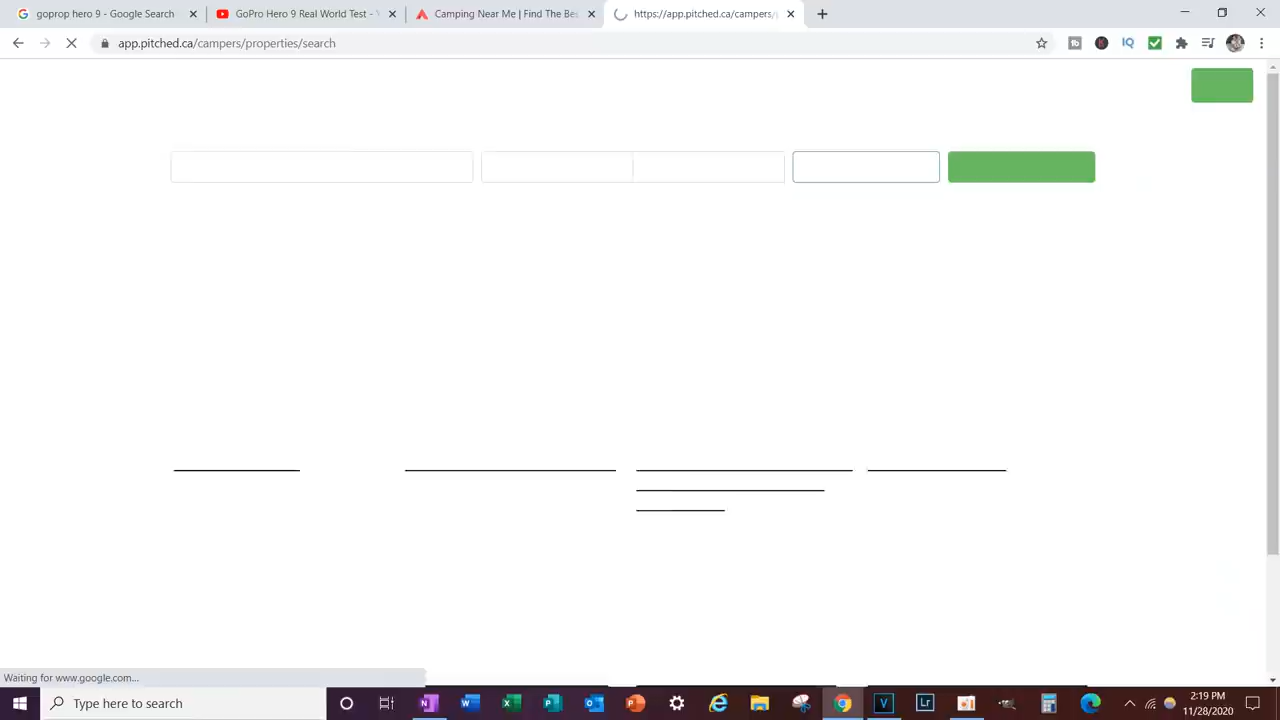 goprop hero 9 - Google Search
GoPro Hero 9 Real World Test - Y
Camping Near Me | Find The Bes
https://app.pitched.ca/campers/p
app.pitched.ca/campers/properties/search
Waiting for www.google.com...
Type here to search
2:19 PM
11/28/2020